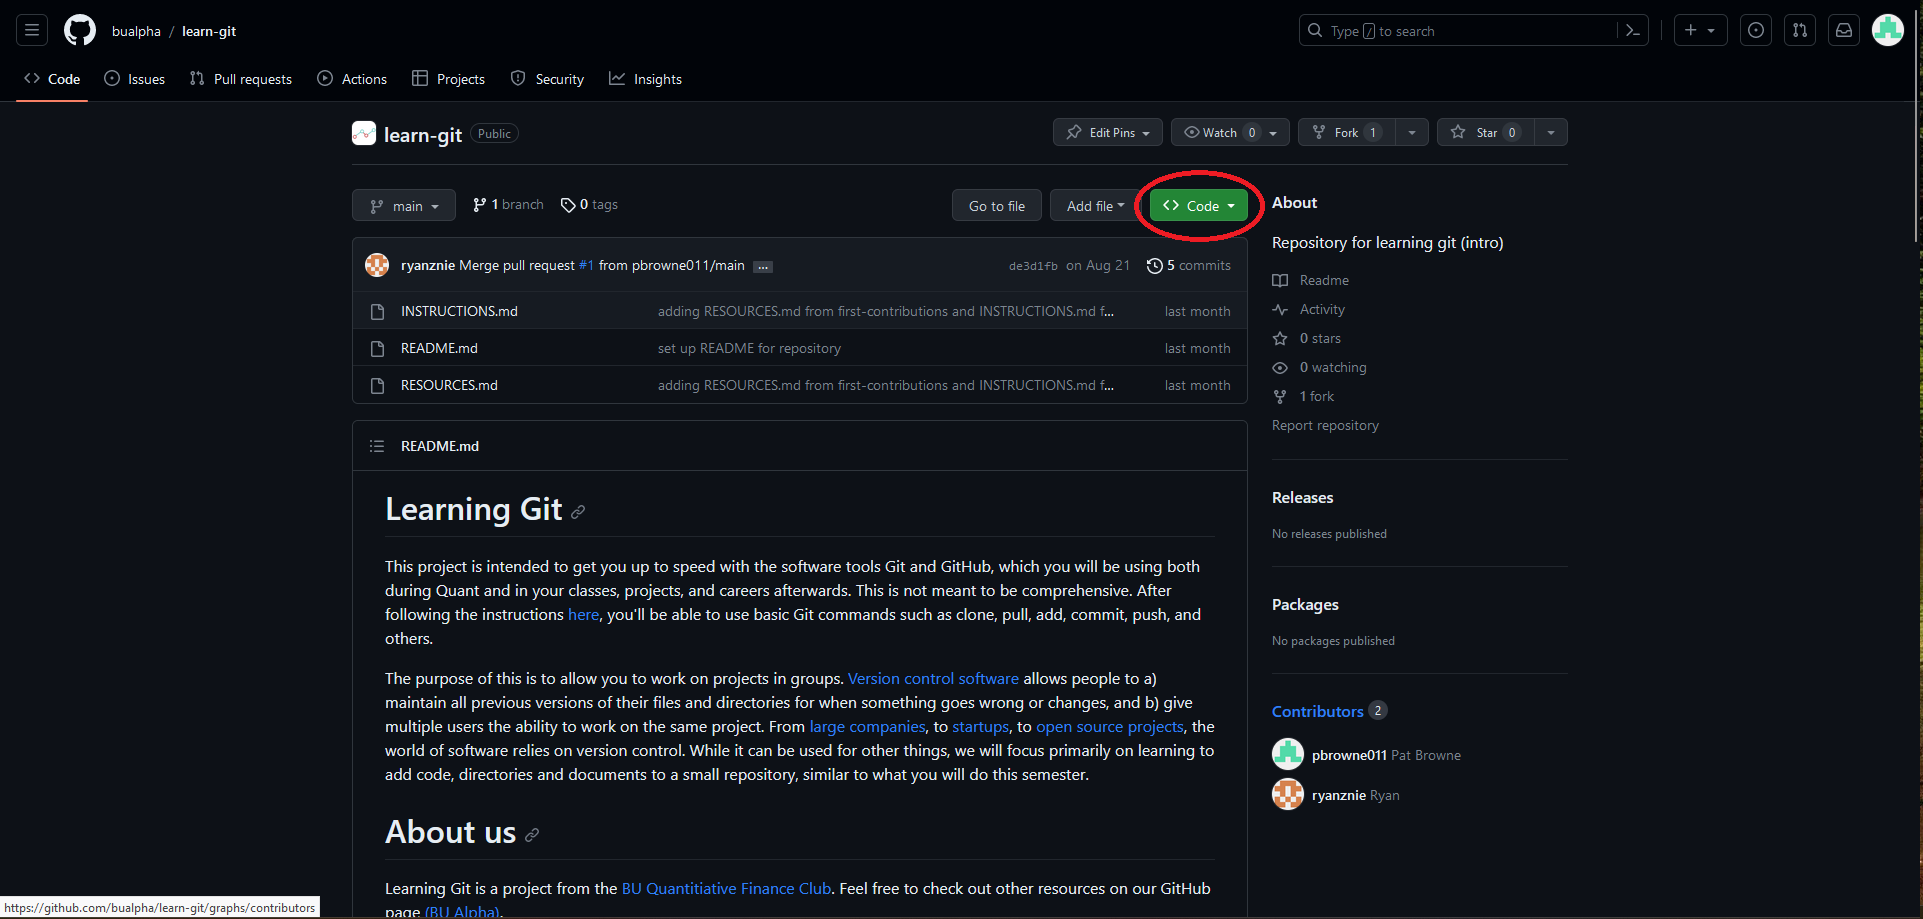 bualpha / learn-git
Type / to search
Code
Issues
Pull requests
Actions
Projects
Security
Insights
learn-git Public
Edit Pins
Watch 0
Fork 1
Star 0
main
1 branch
0 tags
Go to file
Add file
Code
ryanznie Merge pull request #1 from pbrowne011/main ...
de3d1fb on Aug 21
5 commits
INSTRUCTIONS.md adding RESOURCES.md from first-contributions and INSTRUCTIONS.md f... last month
README.md set up README for repository last month
RESOURCES.md adding RESOURCES.md from first-contributions and INSTRUCTIONS.md f... last month
README.md
Learning Git
This project is intended to get you up to speed with the software tools Git and GitHub, which you will be using both
during Quant and in your classes, projects, and careers afterwards. This is not meant to be comprehensive. After
following the instructions here, you'll be able to use basic Git commands such as clone, pull, add, commit, push, and
others.
The purpose of this is to allow you to work on projects in groups. Version control software allows people to a)
maintain all previous versions of their files and directories for when something goes wrong or changes, and b) give
multiple users the ability to work on the same project. From large companies, to startups, to open source projects, the
world of software relies on version control. While it can be used for other things, we will focus primarily on learning to
add code, directories and documents to a small repository, similar to what you will do this semester.
About us
Learning Git is a project from the BU Quantitiative Finance Club. Feel free to check out other resources on our GitHub
page (BU Alpha).
About
Repository for learning git (intro)
Readme
Activity
0 stars
0 watching
1 fork
Report repository
Releases
No releases published
Packages
No packages published
Contributors 2
pbrowne011 Pat Browne
ryanznie Ryan
https://github.com/bualpha/learn-git/graphs/contributors